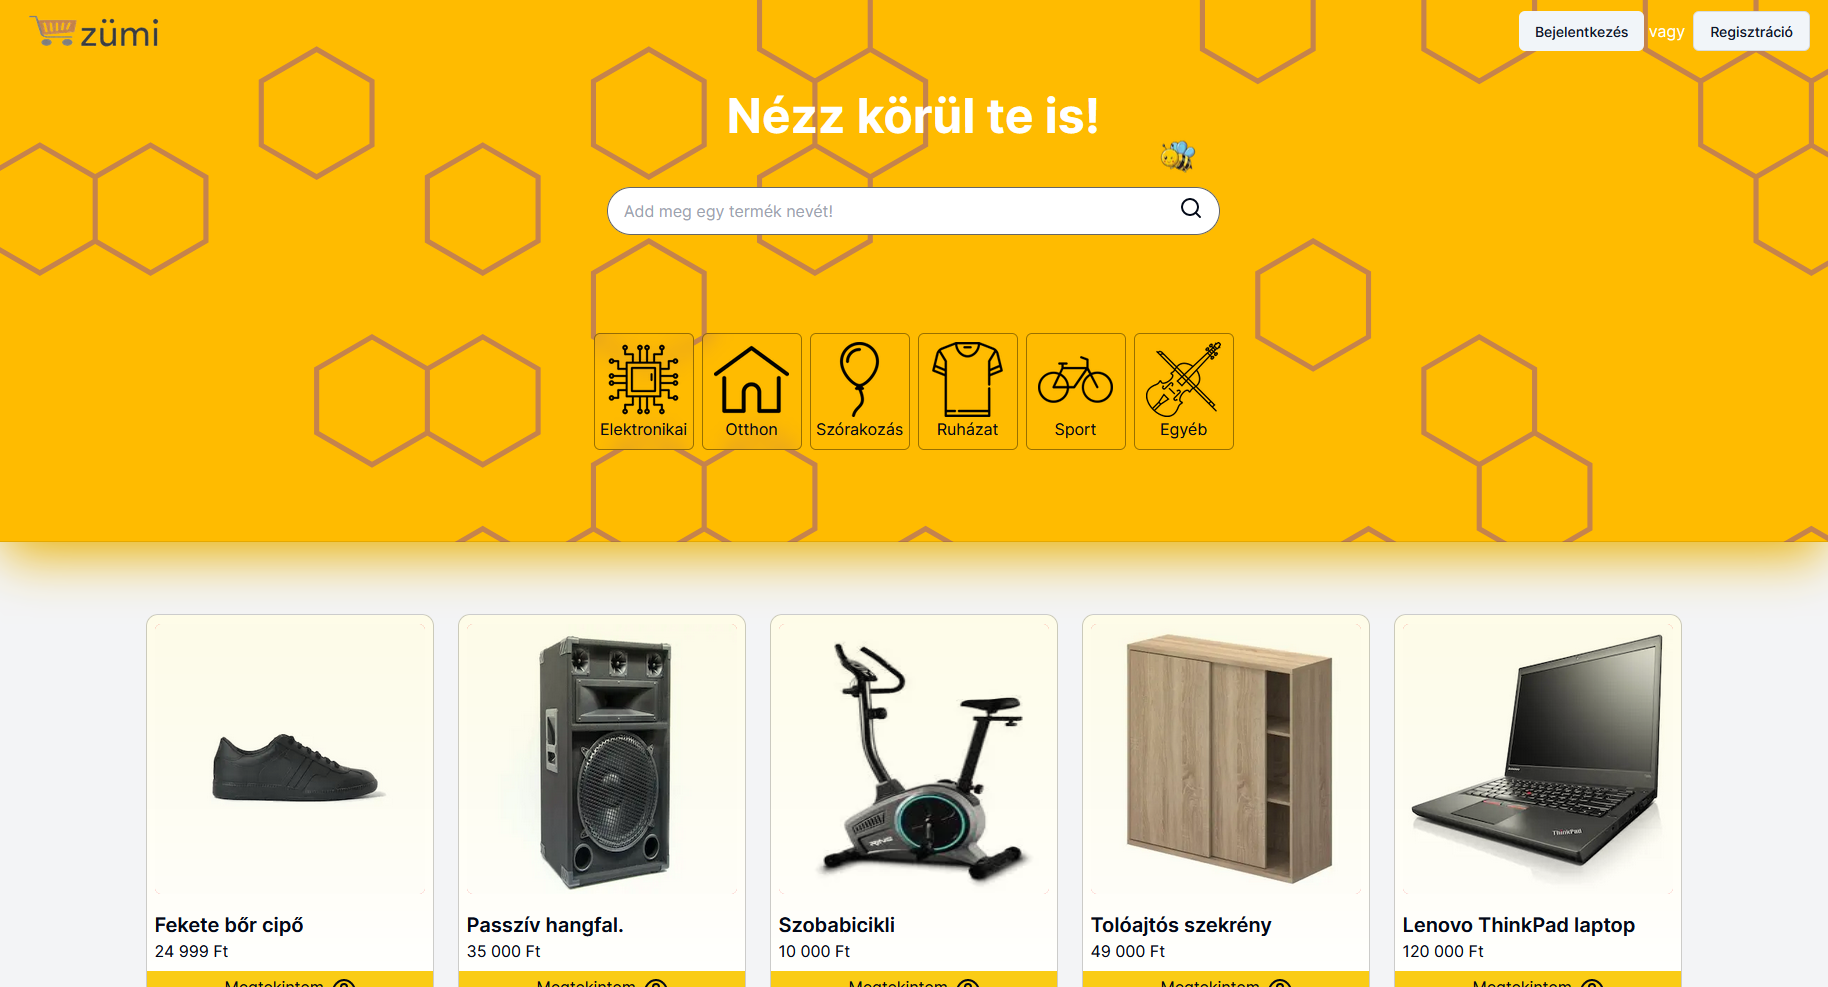 zümi
Bejelentkezés vagy Regisztráció
Nézz körül te is!
Add meg egy termék nevét!
Elektronikai Otthon Szórakozás Ruházat Sport Egyéb
ThinkPad
Fekete bőr cipő Passzív hangfal. Szobabicikli Tolóajtós szekrény Lenovo ThinkPad laptop
24 999 Ft 35 000 Ft 10 000 Ft 49 000 Ft 120 000 Ft
Megtekintem Megtekintem Megtekintem Megtekintem Megtekintem